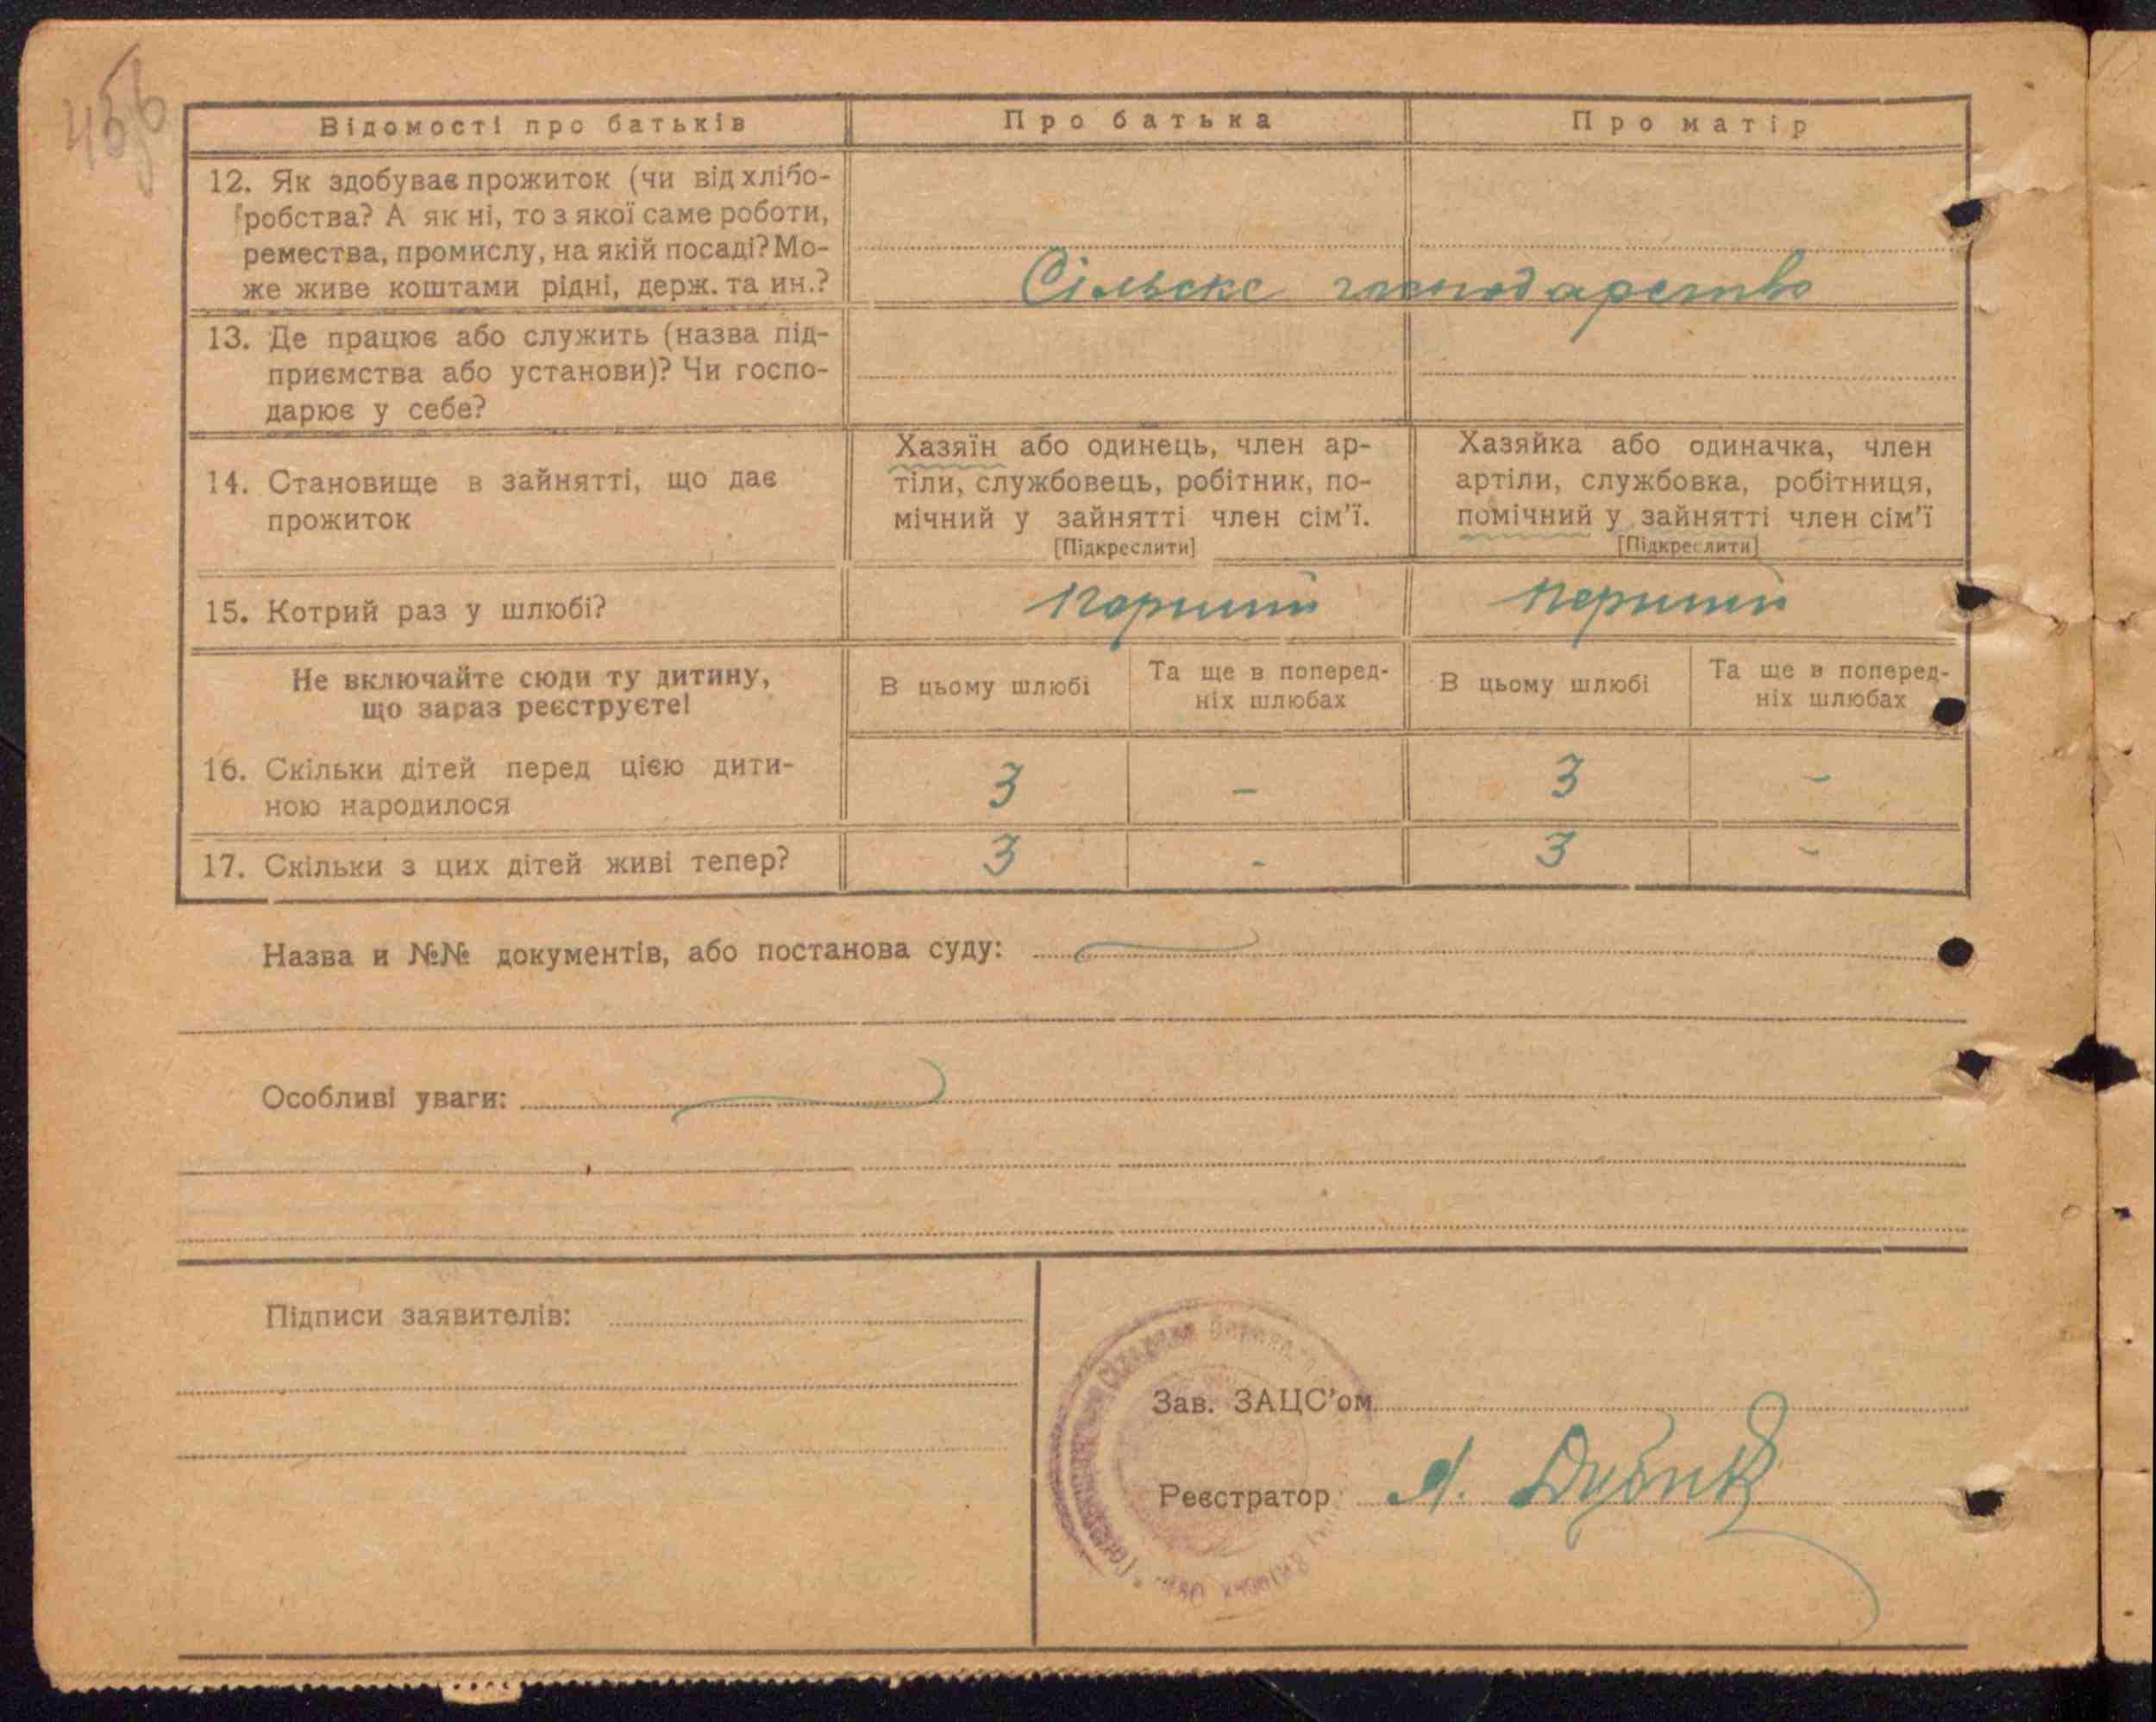 Відомості про батьків Про батька Про матір
12. Як здобуває прожиток (чи від хлібо-
робства? А як ні, то з якої саме роботи,
ремества, промислу, на якій посаді? Мо-
же живе коштами рідні, держ. та ин.?
Сільске господарство
13. Де працює або служить (назва під-
приємства або установи)? Чи госпо-
дарює у себе?
14. Становище в зайнятті, що дає
прожиток
Хазяїн або одинець, член ар-
тіли, службовець, робітник, по-
мічний у зайнятті член сім'ї.
[Підкреслити]
Хазяйка або одиначка, член
артіли, службовка, робітниця,
помічний у зайнятті член сім'ї
[Підкреслити]
15. Котрий раз у шлюбі? перший перший
Не включайте сюди ту дитину,
що зараз реєструєте!
В цьому шлюбі
Та ще в поперед-
ніх шлюбах
В цьому шлюбі
Та ще в поперед-
ніх шлюбах
16. Скільки дітей перед цією дити-
ною народилося
3 - 3 -
17. Скільки з цих дітей живі тепер? 3 - 3 -
Назва и №№ документів, або постанова суду:
Особливі уваги:
Підписи заявителів:
Зав. ЗАЦС'ом
Реєстратор